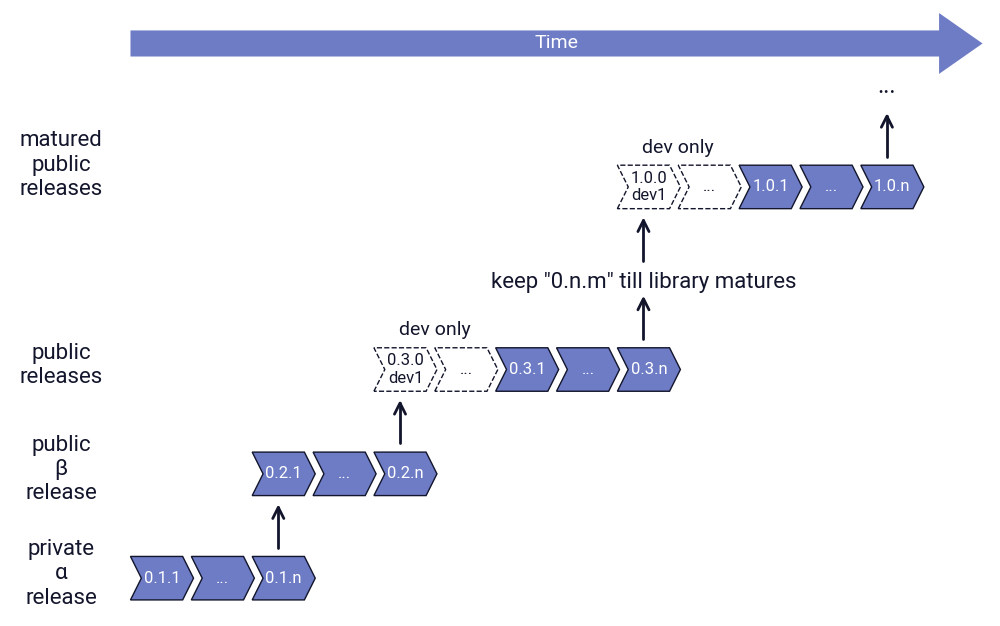 Time
...
matured
public
releases
dev only
1.0.0
dev1
...
1.0.1
...
1.0.n
keep "0.n.m" till library matures
public
releases
dev only
0.3.0
dev1
...
0.3.1
...
0.3.n
public
β
release
0.2.1
...
0.2.n
private
α
release
0.1.1
...
0.1.n